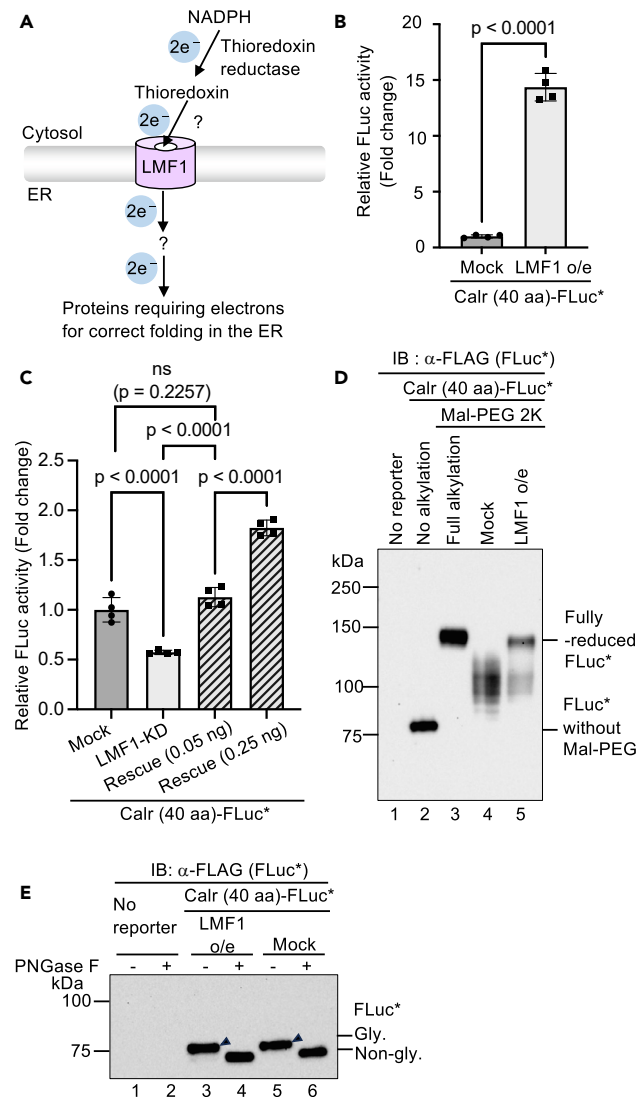 A
NADPH
2e⁻
Thioredoxin
reductase
Thioredoxin
2e⁻
?
Cytosol
LMF1
ER
2e⁻
?
2e⁻
Proteins requiring electrons
for correct folding in the ER
B
p < 0.0001
Relative FLuc activity
(Fold change)
20
15
10
5
0
Mock LMF1 o/e
Calr (40 aa)-FLuc*
C
ns
(p = 0.2257)
p < 0.0001
p < 0.0001 p < 0.0001
Relative FLuc activity (Fold change)
2.5
2.0
1.5
1.0
0.5
0.0
Mock
LMF1-KD
Rescue (0.05 ng)
Rescue (0.25 ng)
Calr (40 aa)-FLuc*
D
IB : α-FLAG (FLuc*)
Calr (40 aa)-FLuc*
Mal-PEG 2K
No reporter
No alkylation
Full alkylation
Mock
LMF1 o/e
kDa
250
150
100
75
Fully
-reduced
FLuc*
FLuc*
without
Mal-PEG
1 2 3 4 5
E
IB: α-FLAG (FLuc*)
Calr (40 aa)-FLuc*
No
reporter
LMF1
o/e
Mock
PNGase F - + - + - +
kDa
100
75
FLuc*
Gly.
Non-gly.
1 2 3 4 5 6